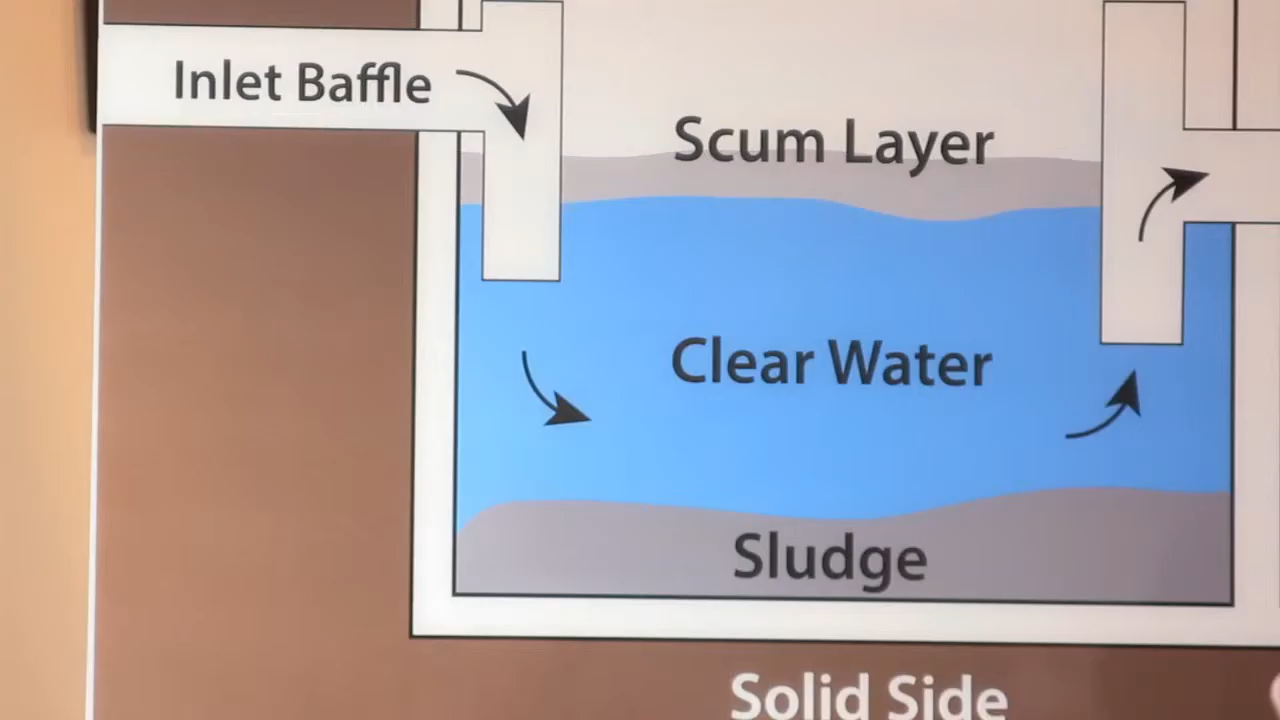 Inlet Baffle
Scum Layer
Clear Water
Sludge
Solid Side